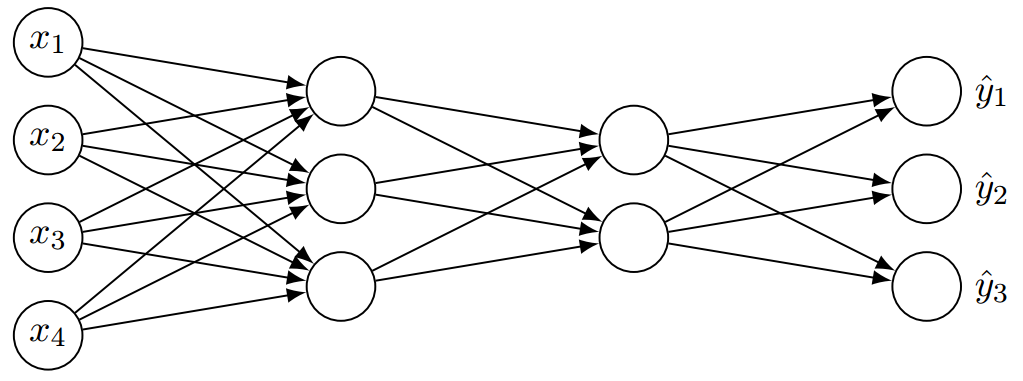 x₁
x₂
x₃
x₄
ŷ₁
ŷ₂
ŷ₃